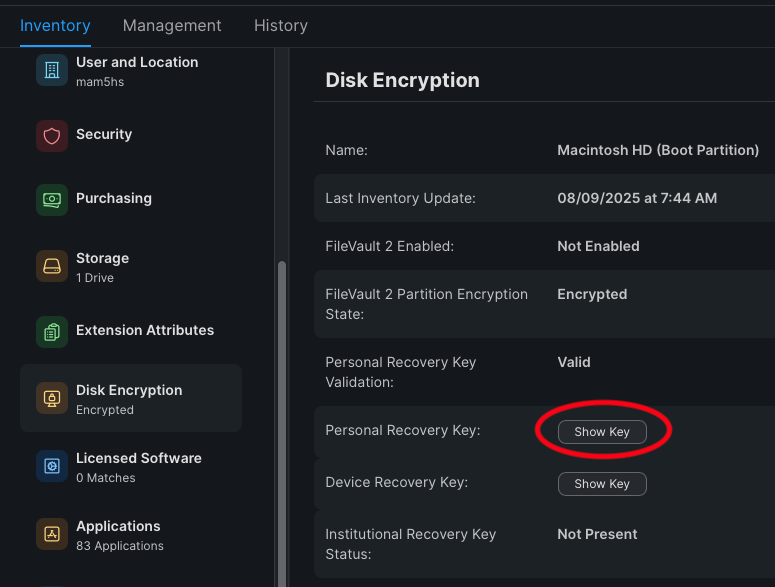 Inventory
Management
History
User and Location
mam5hs
Security
Purchasing
Storage
1 Drive
Extension Attributes
Disk Encryption
Encrypted
Licensed Software
0 Matches
Applications
83 Applications
Disk Encryption
Name:
Macintosh HD (Boot Partition)
Last Inventory Update:
08/09/2025 at 7:44 AM
FileVault 2 Enabled:
Not Enabled
FileVault 2 Partition Encryption
State:
Encrypted
Personal Recovery Key
Validation:
Valid
Personal Recovery Key:
Show Key
Device Recovery Key:
Show Key
Institutional Recovery Key
Status:
Not Present